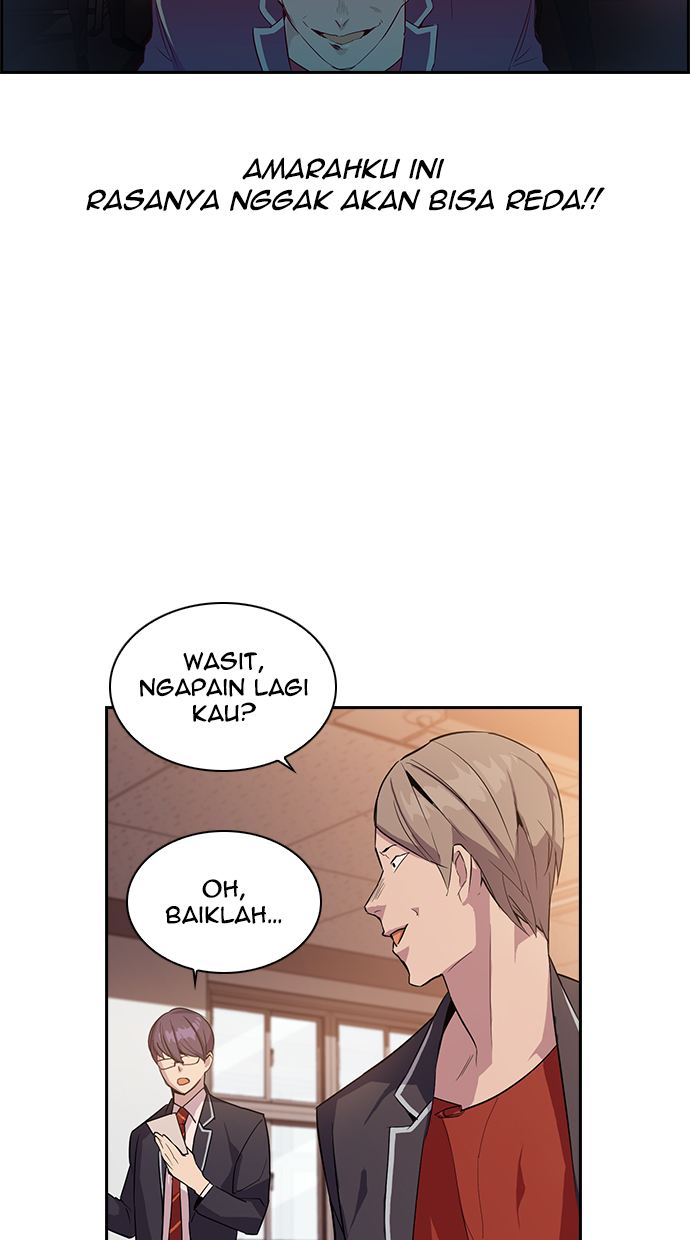 AMARAHKU INI
RASANYA NGGAK AKAN BISA REDA!!
WASIT,
NGAPAIN LAGI
KAU?
OH,
BAIKLAH...